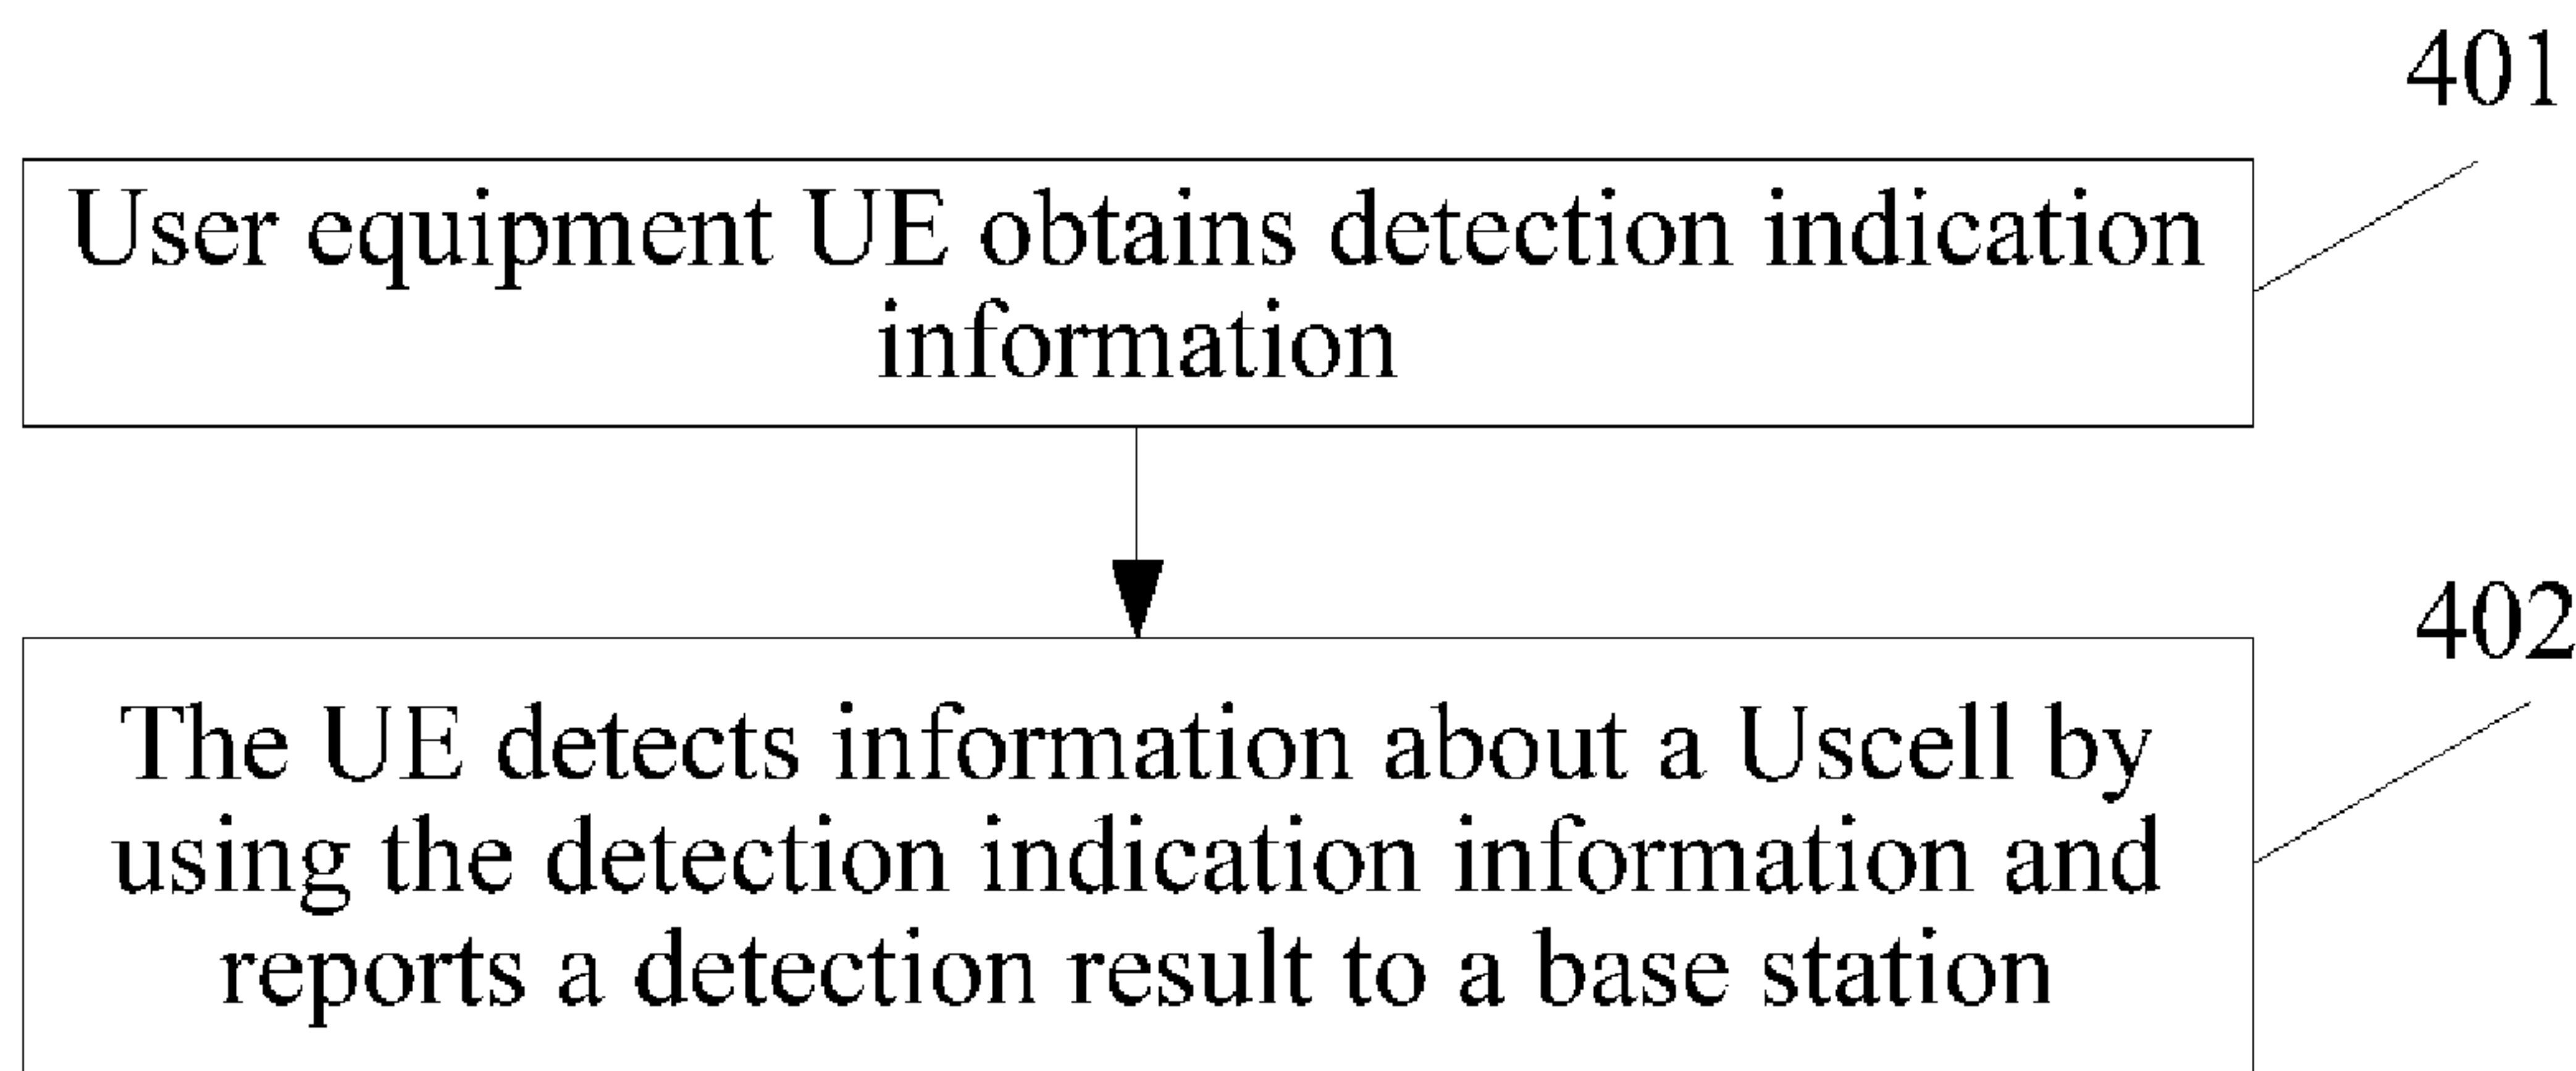 401
User equipment UE obtains detection indication
information
402
The UE detects information about a Uscell by
using the detection indication information and
reports a detection result to a base station